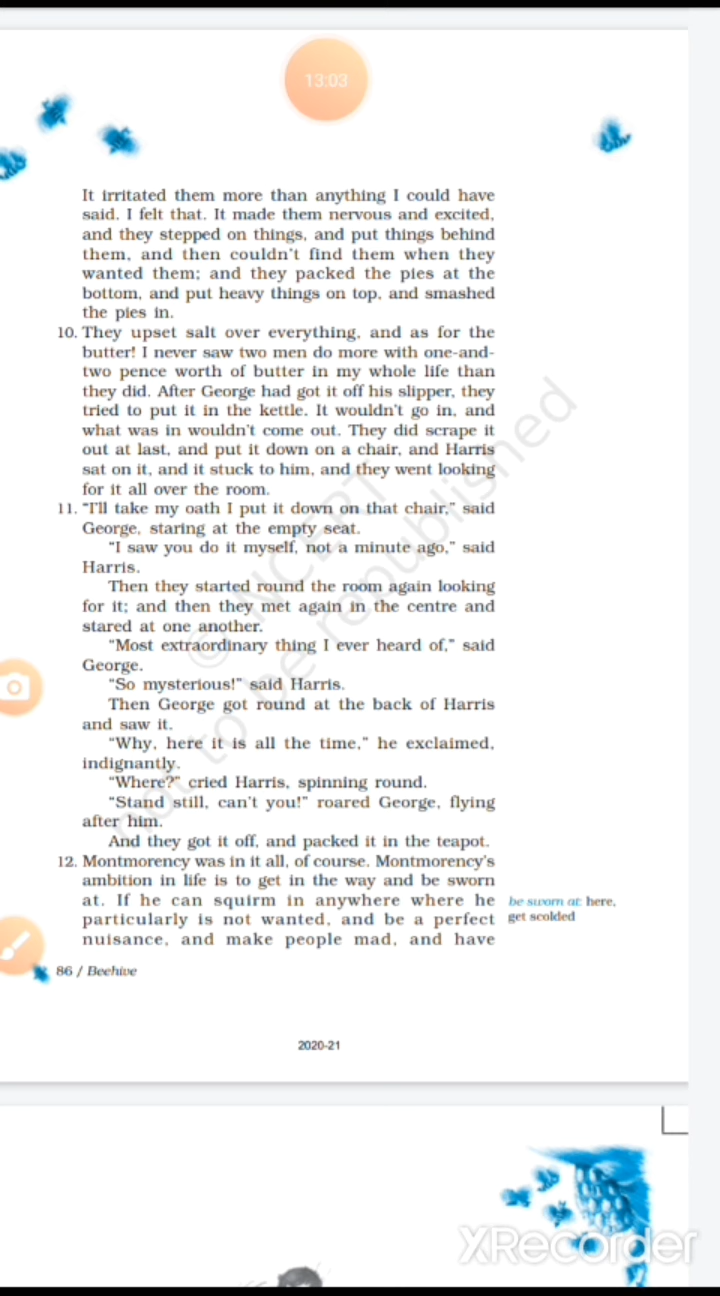 13:03
It irritated them more than anything I could have
said. I felt that. It made them nervous and excited,
and they stepped on things, and put things behind
them, and then couldn't find them when they
wanted them; and they packed the pies at the
bottom, and put heavy things on top, and smashed
the pies in.
10. They upset salt over everything, and as for the
butter! I never saw two men do more with one-and-
two pence worth of butter in my whole life than
they did. After George had got it off his slipper, they
tried to put it in the kettle. It wouldn't go in, and
what was in wouldn't come out. They did scrape it
out at last, and put it down on a chair, and Harris
sat on it, and it stuck to him, and they went looking
for it all over the room.
11. "I'll take my oath I put it down on that chair," said
George, staring at the empty seat.
"I saw you do it myself, not a minute ago," said
Harris.
Then they started round the room again looking
for it; and then they met again in the centre and
stared at one another.
"Most extraordinary thing I ever heard of," said
George.
"So mysterious!" said Harris.
Then George got round at the back of Harris
and saw it.
"Why, here it is all the time," he exclaimed,
indignantly.
"Where?" cried Harris, spinning round.
"Stand still, can't you!" roared George, flying
after him.
And they got it off, and packed it in the teapot.
12. Montmorency was in it all, of course. Montmorency's
ambition in life is to get in the way and be sworn
at. If he can squirm in anywhere where he
particularly is not wanted, and be a perfect
nuisance, and make people mad, and have
be sworn at: here,
get scolded
© NCERT
not to be republished
86 / Beehive
2020-21
XRecorder